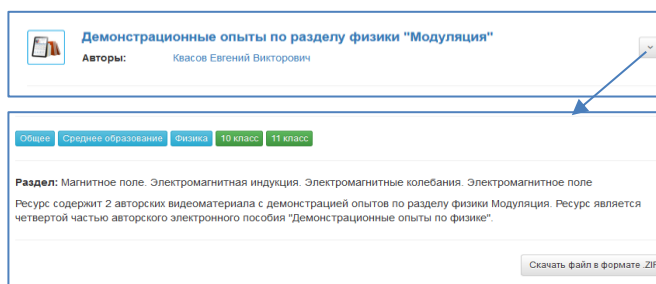 Демонстрационные опыты по разделу физики "Модуляция"
Авторы: Квасов Евгений Викторович
Общее Среднее образование Физика 10 класс 11 класс
Раздел: Магнитное поле. Электромагнитная индукция. Электромагнитные колебания. Электромагнитное поле
Ресурс содержит 2 авторских видеоматериала с демонстрацией опытов по разделу физики Модуляция. Ресурс является
четвертой частью авторского электронного пособия "Демонстрационные опыты по физике".
Скачать файл в формате .ZIP